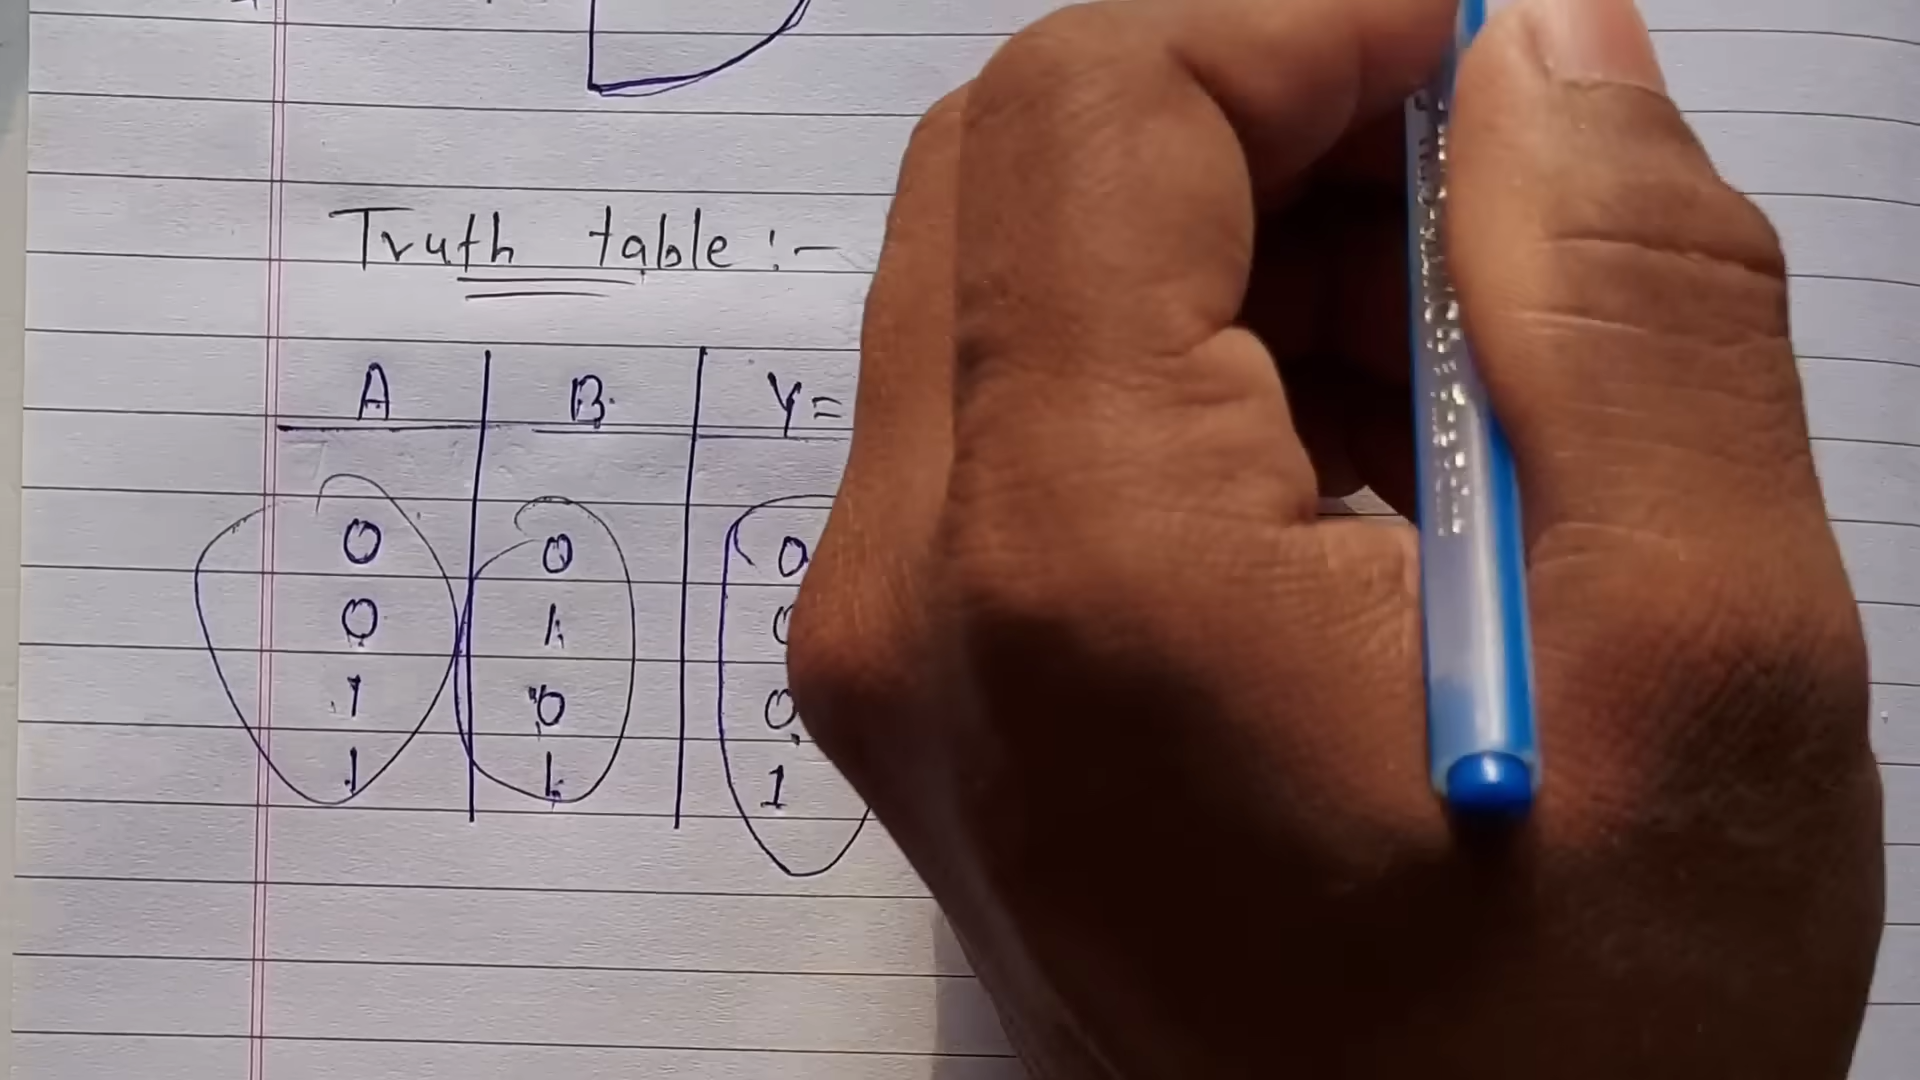 Truth table :-
A B Y=
0 0 0
0 1 0
1 0 0
1 1 1